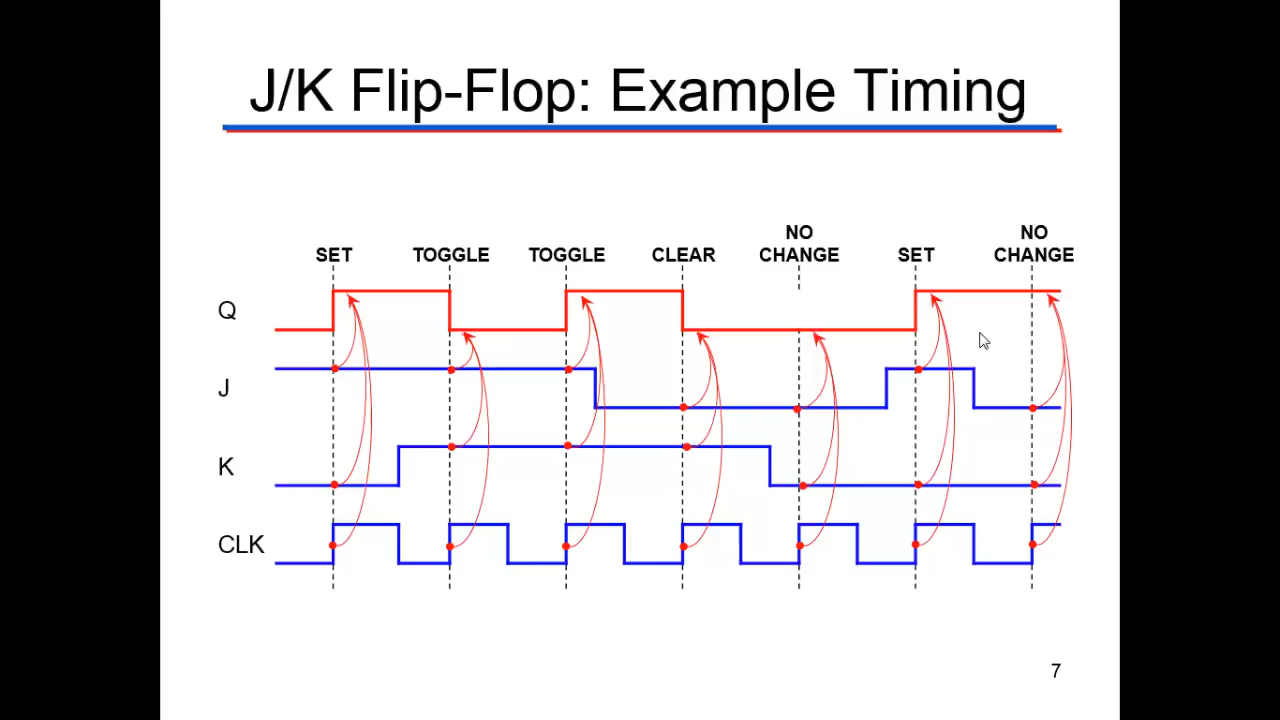 J/K Flip-Flop: Example Timing
SET TOGGLE TOGGLE CLEAR NO CHANGE SET NO CHANGE
Q
J
K
CLK
7